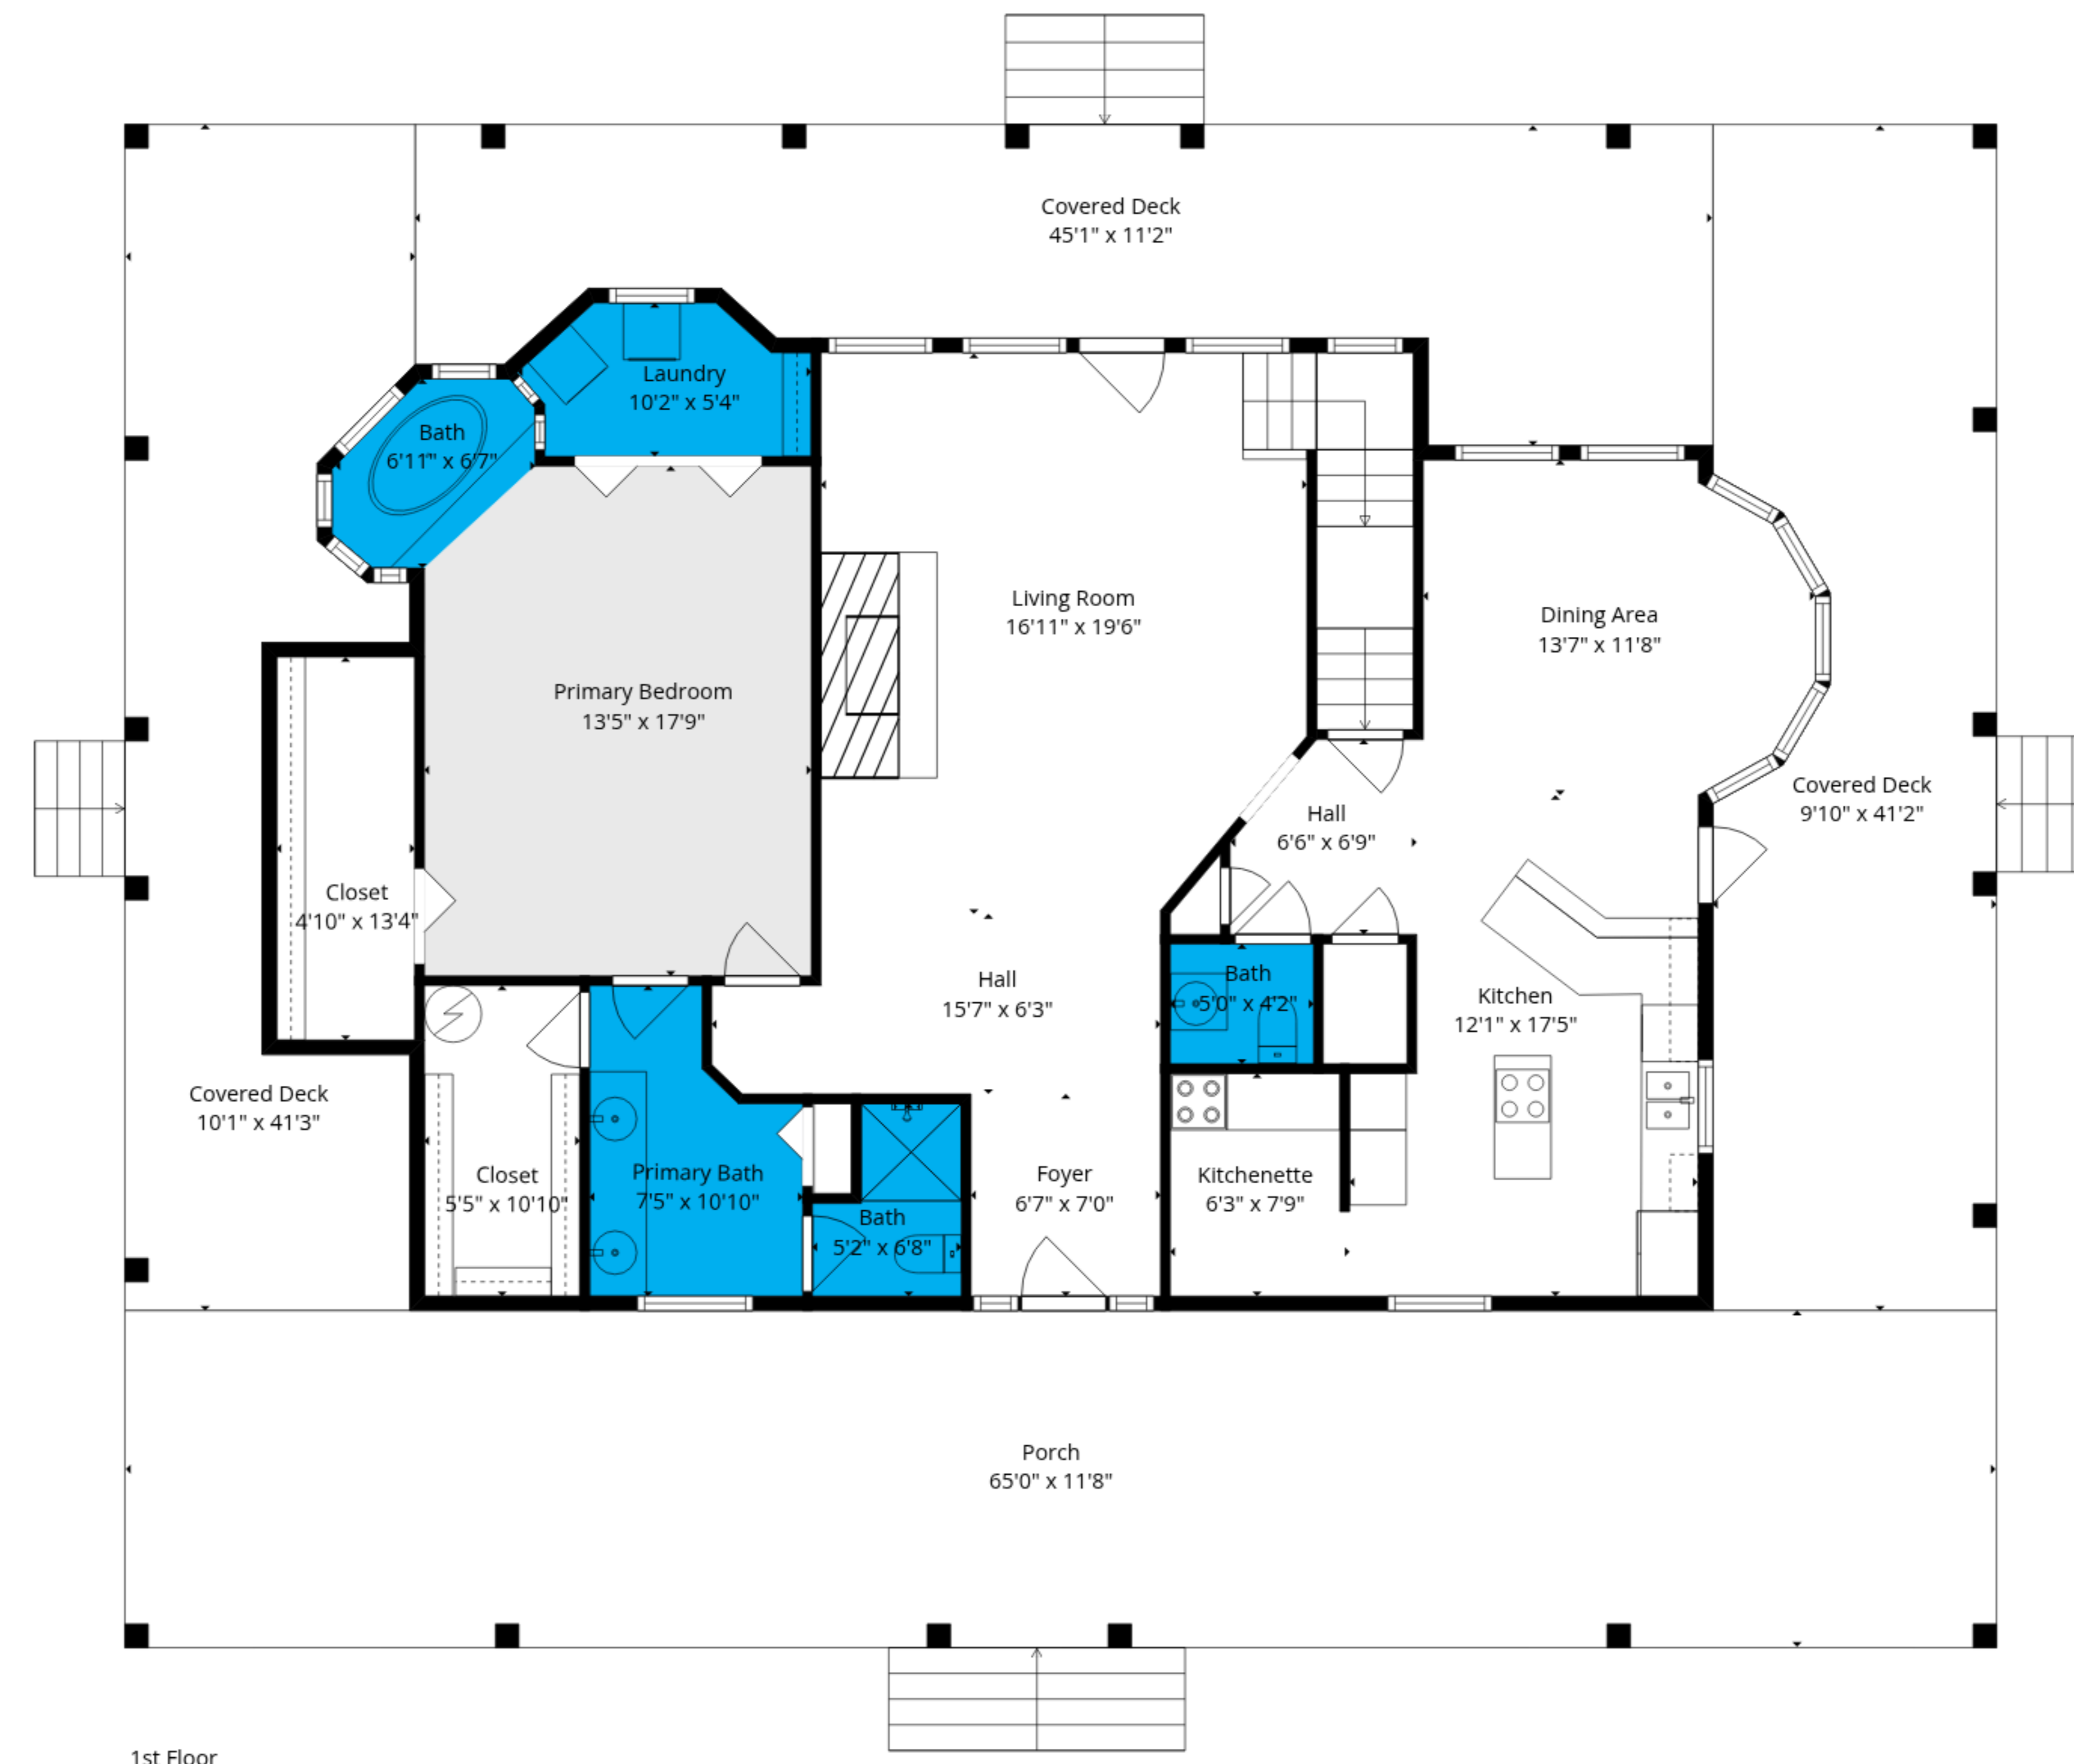 Covered Deck
45'1" x 11'2"
Laundry
10'2" x 5'4"
Bath
6'11" x 6'7"
Living Room
16'11" x 19'6"
Dining Area
13'7" x 11'8"
Primary Bedroom
13'5" x 17'9"
Covered Deck
9'10" x 41'2"
Hall
6'6" x 6'9"
Closet
4'10" x 13'4"
Hall
15'7" x 6'3"
Bath
5'0" x 4'2"
Kitchen
12'1" x 17'5"
Covered Deck
10'1" x 41'3"
Closet
5'5" x 10'10"
Primary Bath
7'5" x 10'10"
Bath
5'2" x 6'8"
Foyer
6'7" x 7'0"
Kitchenette
6'3" x 7'9"
Porch
65'0" x 11'8"
1st Floor